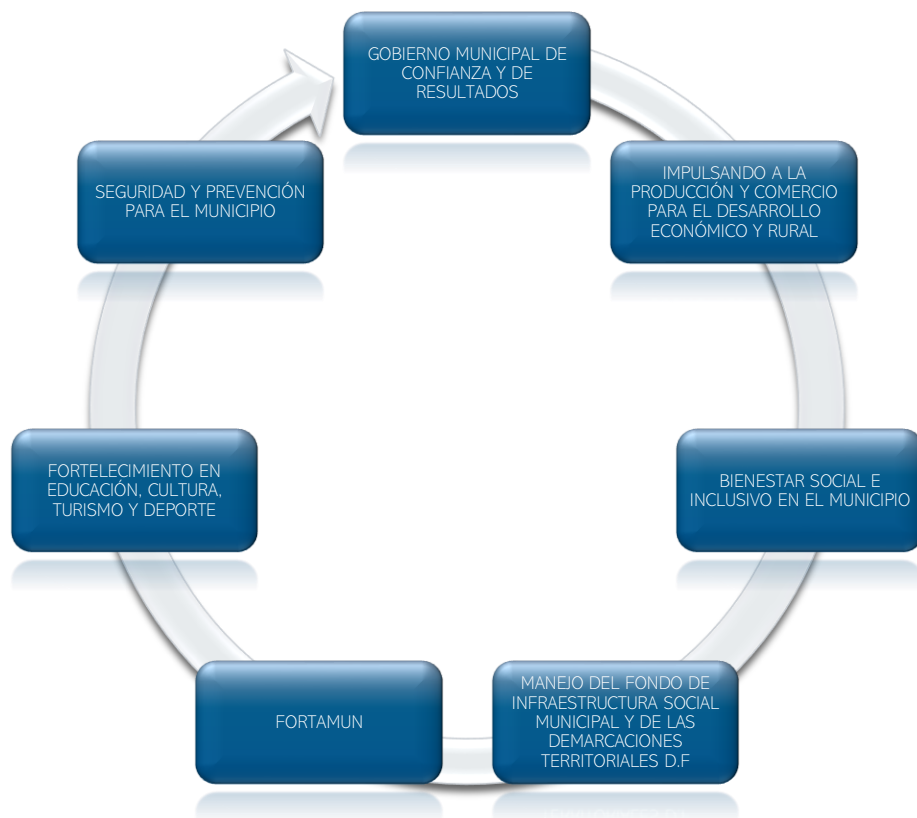 GOBIERNO MUNICIPAL DE
CONFIANZA Y DE
RESULTADOS
IMPULSANDO A LA
PRODUCCIÓN Y COMERCIO
PARA EL DESARROLLO
ECONÓMICO Y RURAL
BIENESTAR SOCIAL E
INCLUSIVO EN EL MUNICIPIO
MANEJO DEL FONDO DE
INFRAESTRUCTURA SOCIAL
MUNICIPAL Y DE LAS
DEMARCACIONES
TERRITORIALES D.F
FORTAMUN
FORTELECIMIENTO EN
EDUCACIÓN, CULTURA,
TURISMO Y DEPORTE
SEGURIDAD Y PREVENCIÓN
PARA EL MUNICIPIO